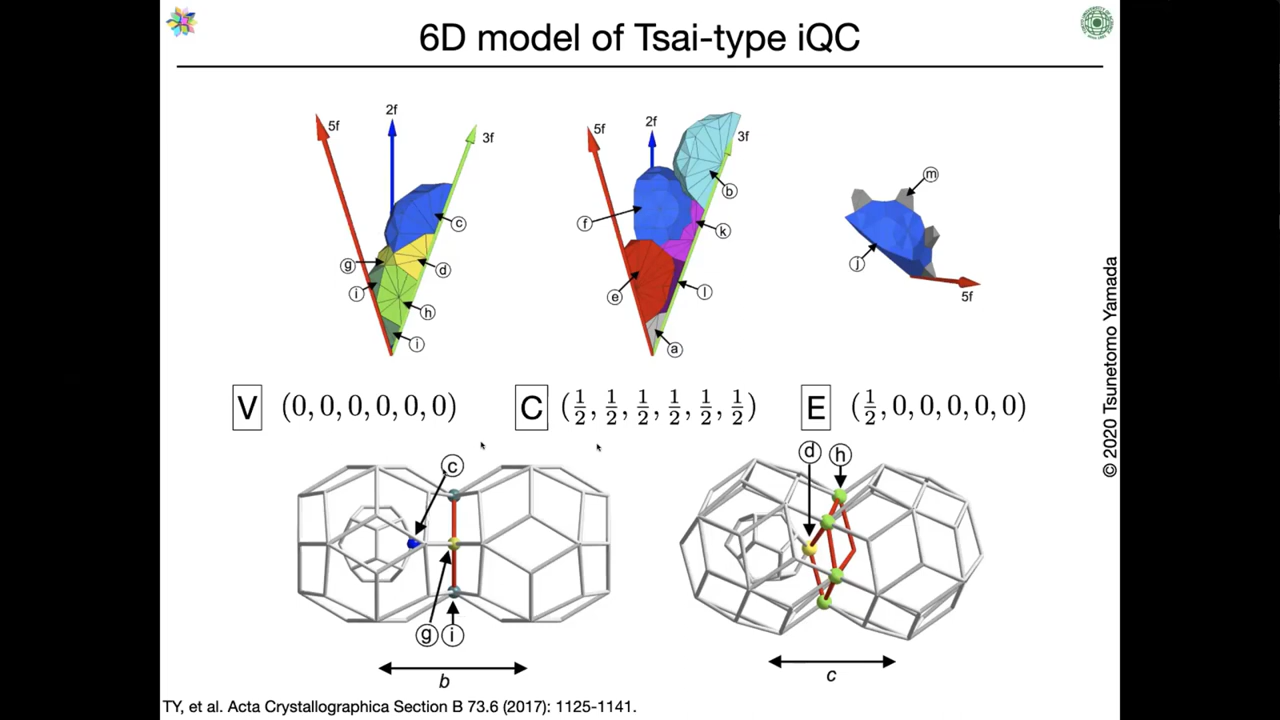 6D model of Tsai-type iQC
5f 2f 3f
c
g d
i h
i
5f 2f 3f
b
f k
e l
a
m
j
5f
V (0, 0, 0, 0, 0, 0)
C (1/2, 1/2, 1/2, 1/2, 1/2, 1/2)
E (1/2, 0, 0, 0, 0, 0)
c
g i
b
d h
c
© 2020 Tsunetomo Yamada
TY, et al. Acta Crystallographica Section B 73.6 (2017): 1125-1141.